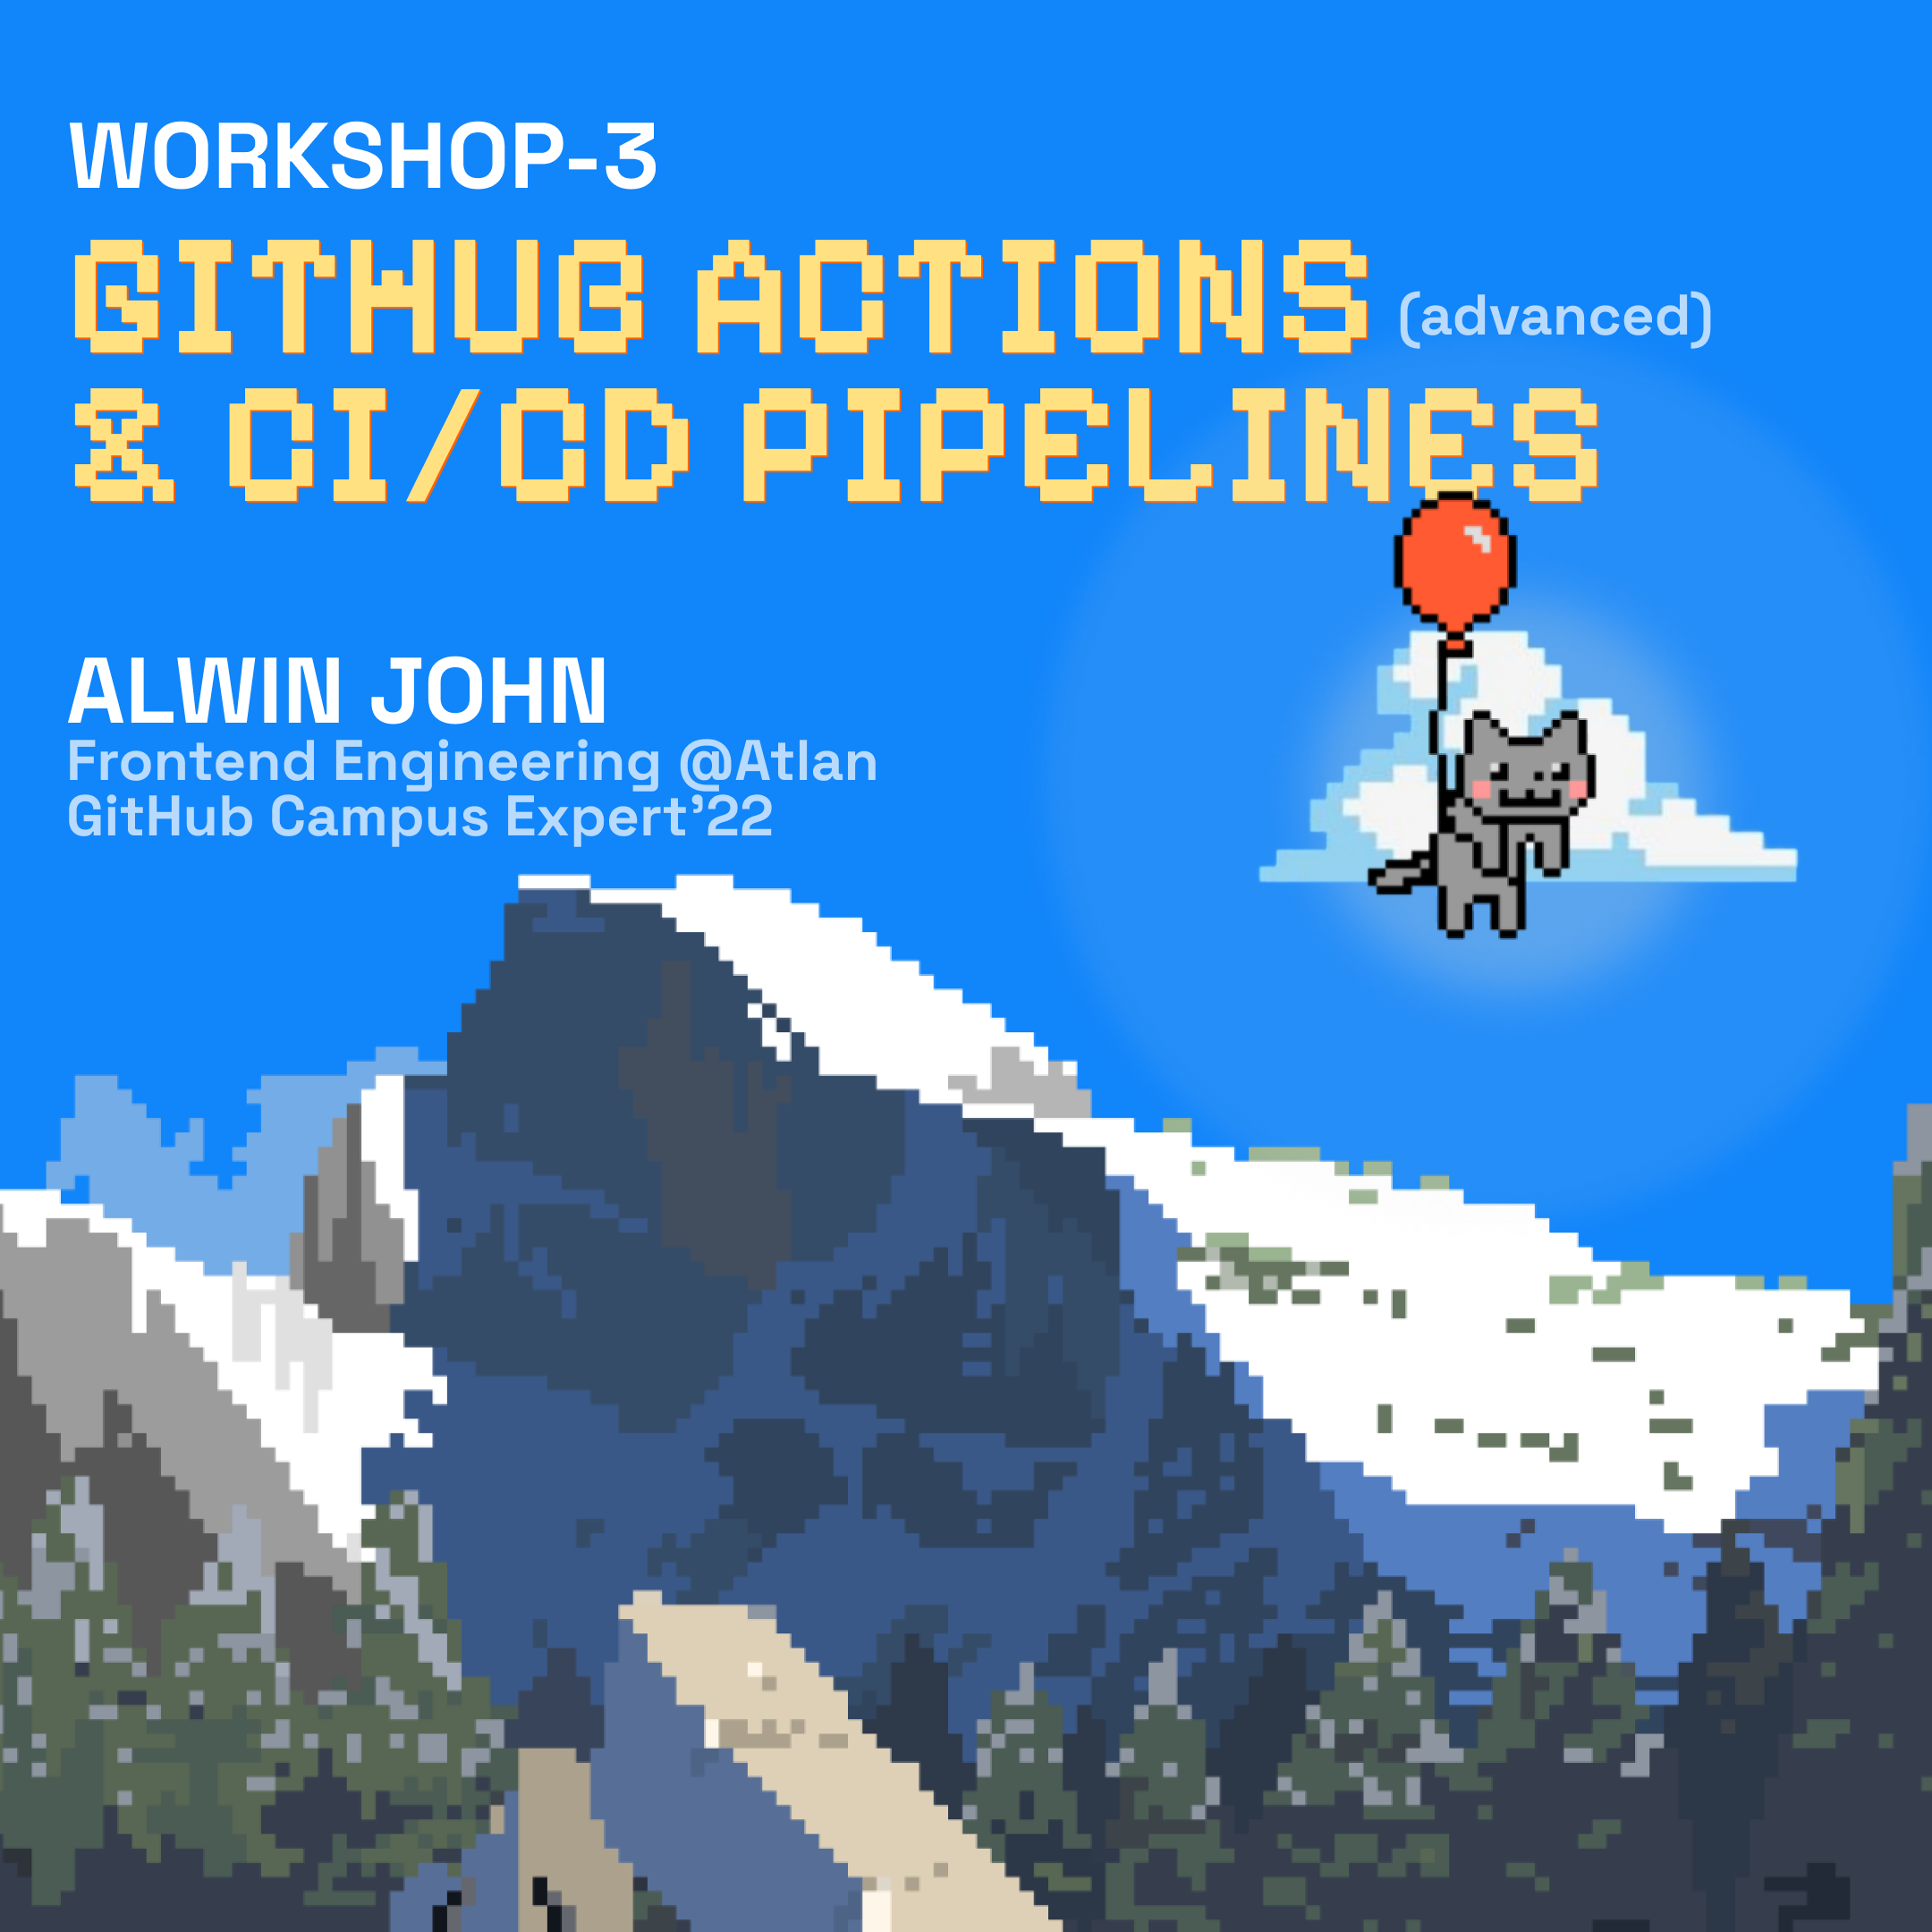 WORKSHOP-3
GITHUB ACTIONS (advanced)
& CI/CD PIPELINES
ALWIN JOHN
Frontend Engineering @Atlan
GitHub Campus Expert'22